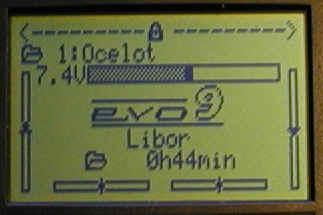 1:Ocelot
7.4V
evo 9
Libor
0h44min